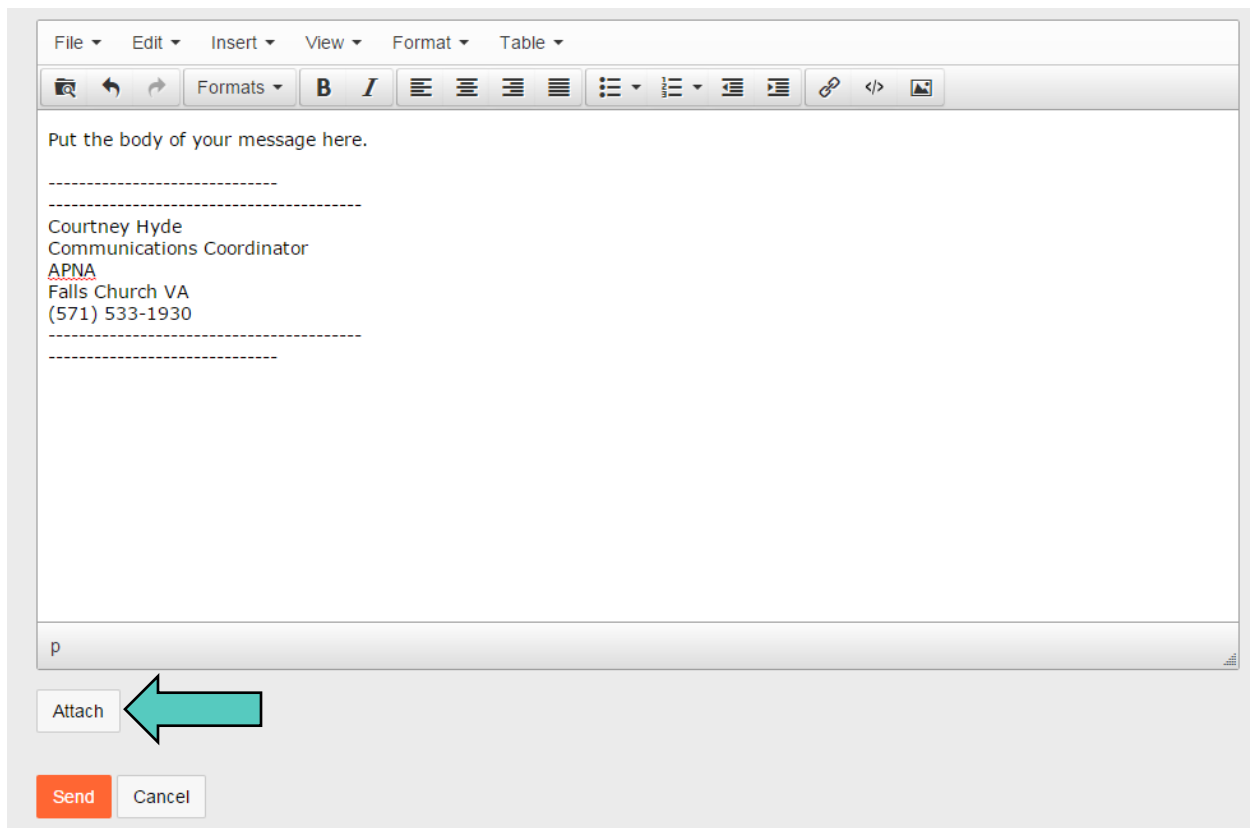 File Edit Insert View Format Table
Formats B I
Put the body of your message here.
------------------------------
-----------------------------------------
Courtney Hyde
Communications Coordinator
APNA
Falls Church VA
(571) 533-1930
-----------------------------------------
------------------------------
p
Attach
Send Cancel